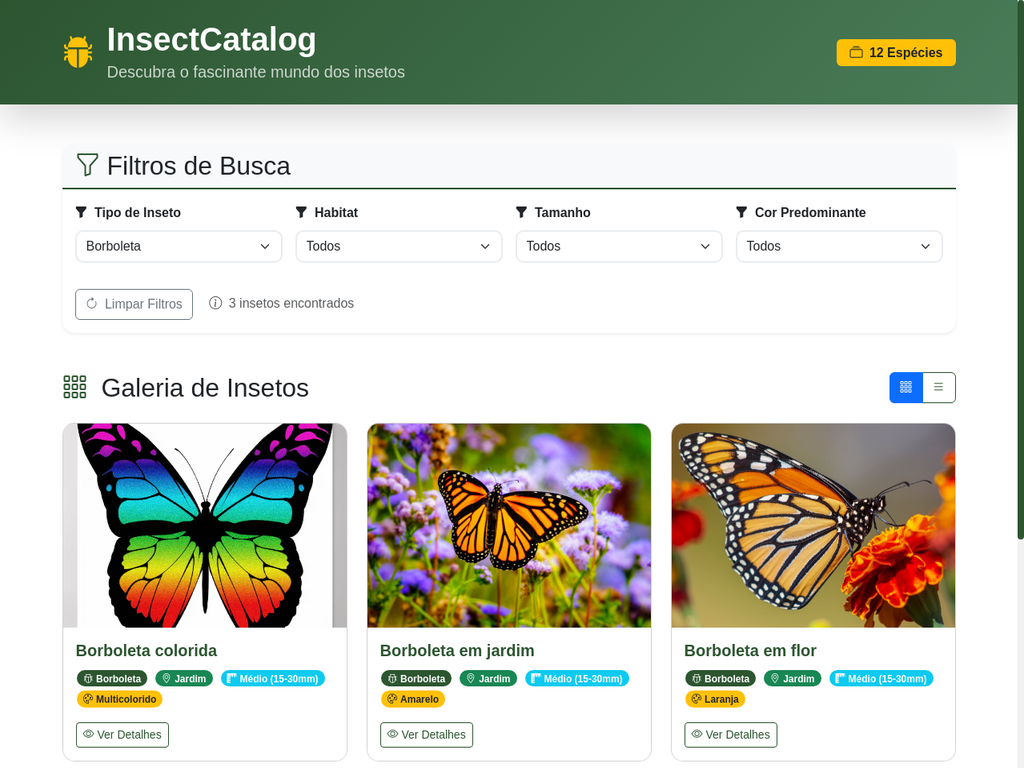 InsectCatalog
Descubra o fascinante mundo dos insetos
12 Espécies
Filtros de Busca
Tipo de Inseto
Habitat
Tamanho
Cor Predominante
Borboleta
Todos
Todos
Todos
Limpar Filtros
3 insetos encontrados
Galeria de Insetos
Borboleta colorida
Borboleta
Jardim
Médio (15-30mm)
Multicolorido
Ver Detalhes
Borboleta em jardim
Borboleta
Jardim
Médio (15-30mm)
Amarelo
Ver Detalhes
Borboleta em flor
Borboleta
Jardim
Médio (15-30mm)
Laranja
Ver Detalhes